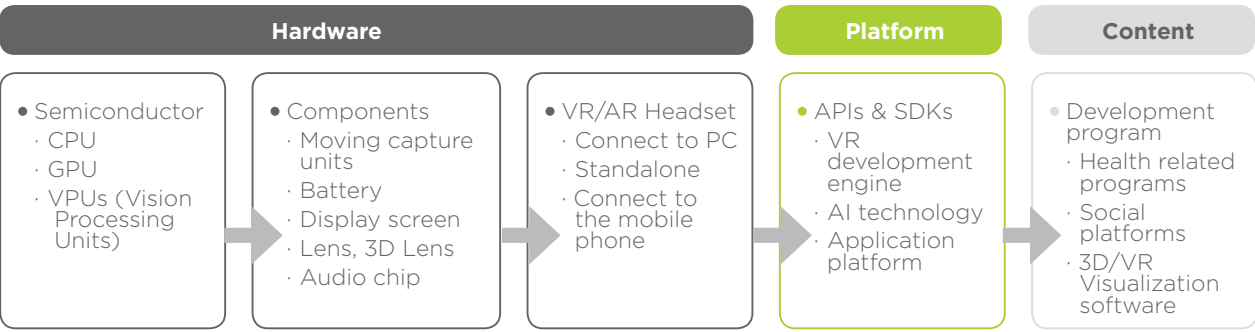 Hardware
Platform
Content
• Semiconductor
· CPU
· GPU
· VPUs (Vision
Processing
Units)
• Components
· Moving capture
units
· Battery
· Display screen
· Lens, 3D Lens
· Audio chip
• VR/AR Headset
· Connect to PC
· Standalone
· Connect to
the mobile
phone
• APIs & SDKs
· VR
development
engine
· AI technology
· Application
platform
• Development
program
· Health related
programs
· Social
platforms
· 3D/VR
Visualization
software